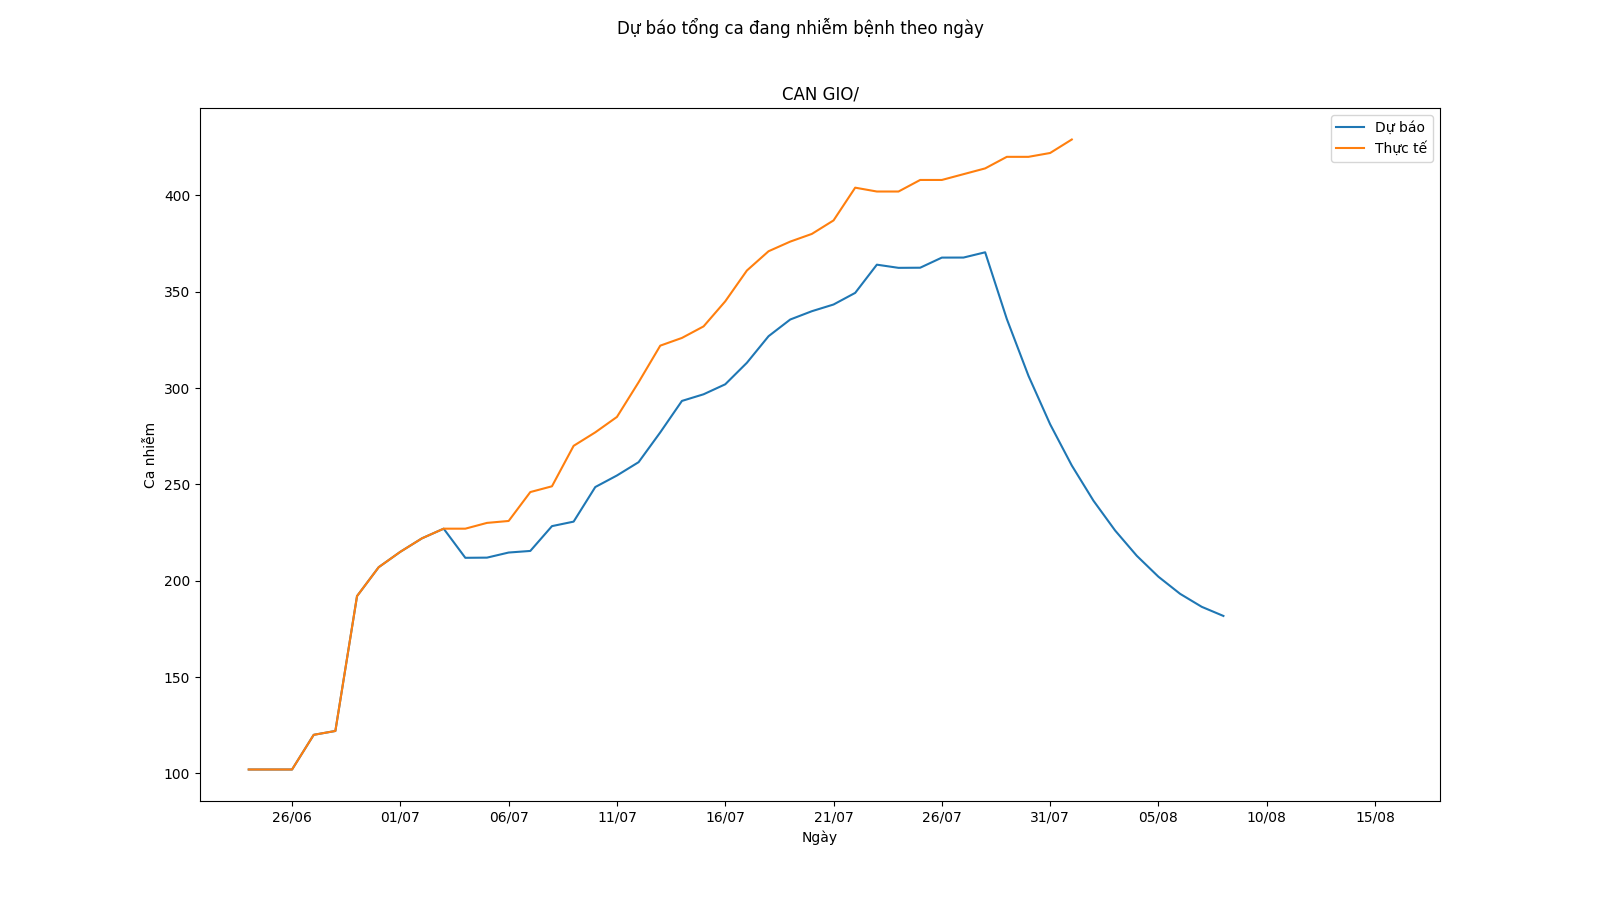 Dự báo tổng ca đang nhiễm bệnh theo ngày
CAN GIO/
Dự báo
Thực tế
400
350
300
250
200
150
100
Ca nhiễm
26/06 01/07 06/07 11/07 16/07 21/07 26/07 31/07 05/08 10/08 15/08
Ngày